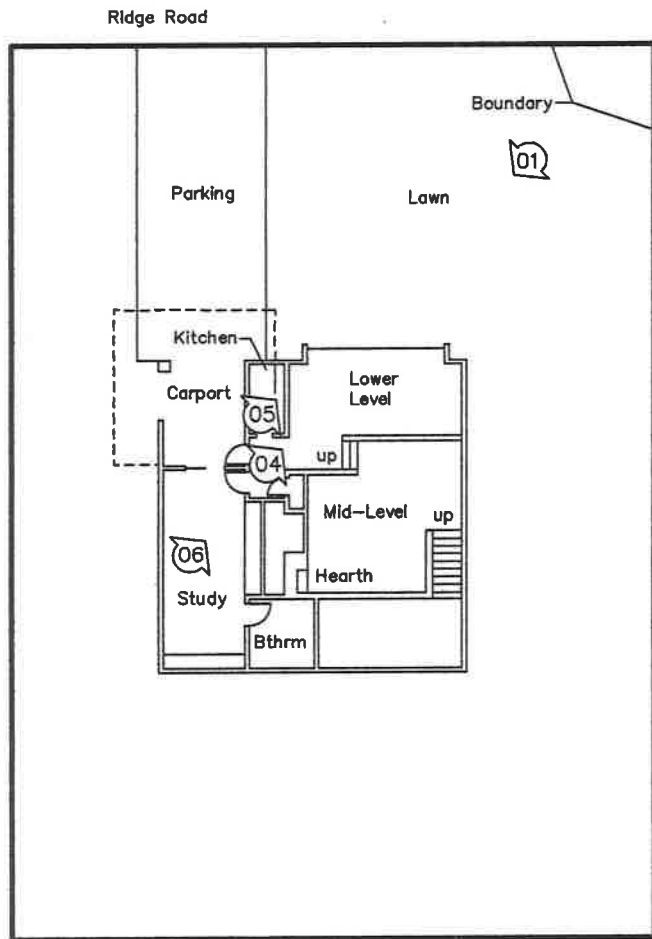 Ridge Road
Boundary
01
Parking
Lawn
Kitchen
Carport
Lower
Level
05
up
04
Mid-Level
up
06
Hearth
Study
Bthrm